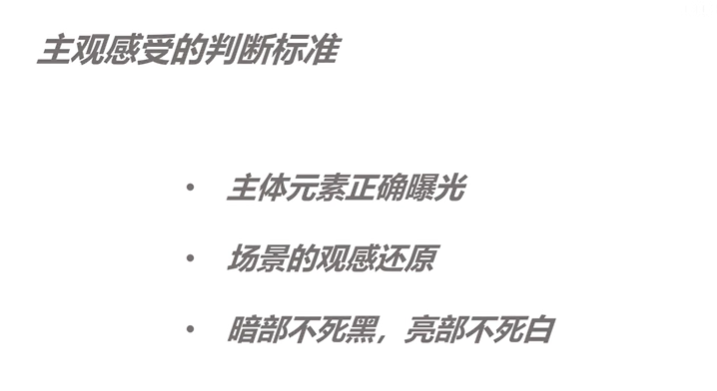 主观感受的判断标准
• 主体元素正确曝光
• 场景的观感还原
• 暗部不死黑，亮部不死白